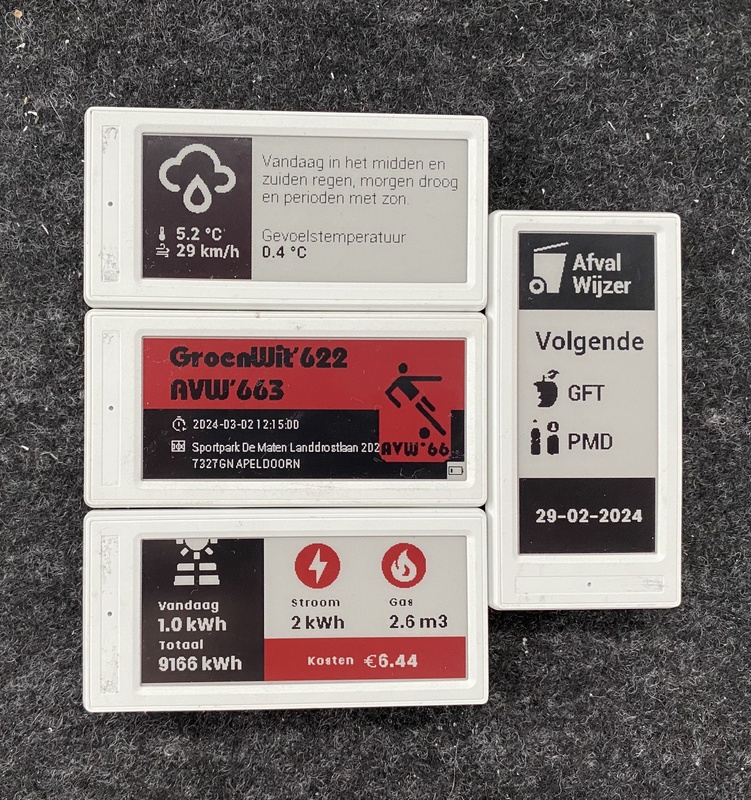 Vandaag in het midden en
zuiden regen, morgen droog
en perioden met zon.
Gevoelstemperatuur
0.4 °C
5.2 °C
29 km/h
GroenWit'622
AVW'663
2024-03-02 12:15:00
Sportpark De Maten Landdrostlaan 202
7327GN APELDOORN
AVW'66
Vandaag
1.0 kWh
Totaal
9166 kWh
Stroom
2 kWh
Gas
2.6 m3
Kosten €6.44
Afval
Wijzer
Volgende
GFT
PMD
29-02-2024